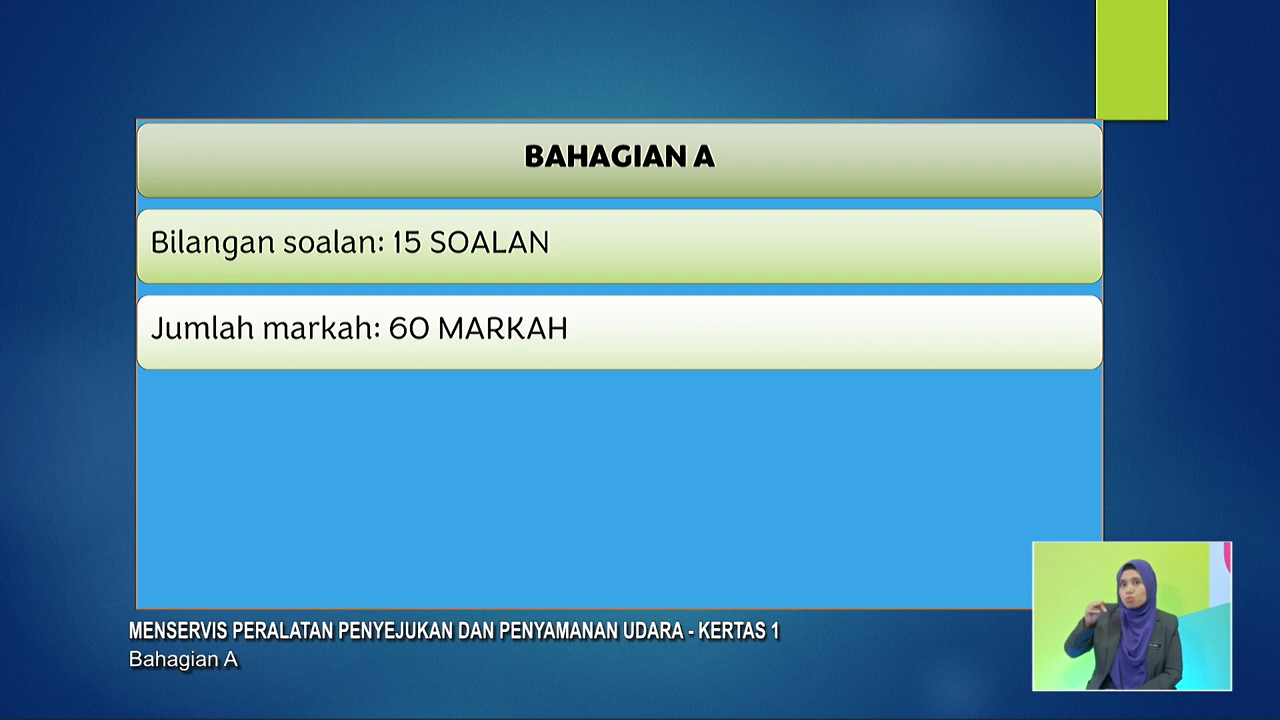 BAHAGIAN A
Bilangan soalan: 15 SOALAN
Jumlah markah: 60 MARKAH
MENSERVIS PERALATAN PENYEJUKAN DAN PENYAMANAN UDARA - KERTAS 1
Bahagian A